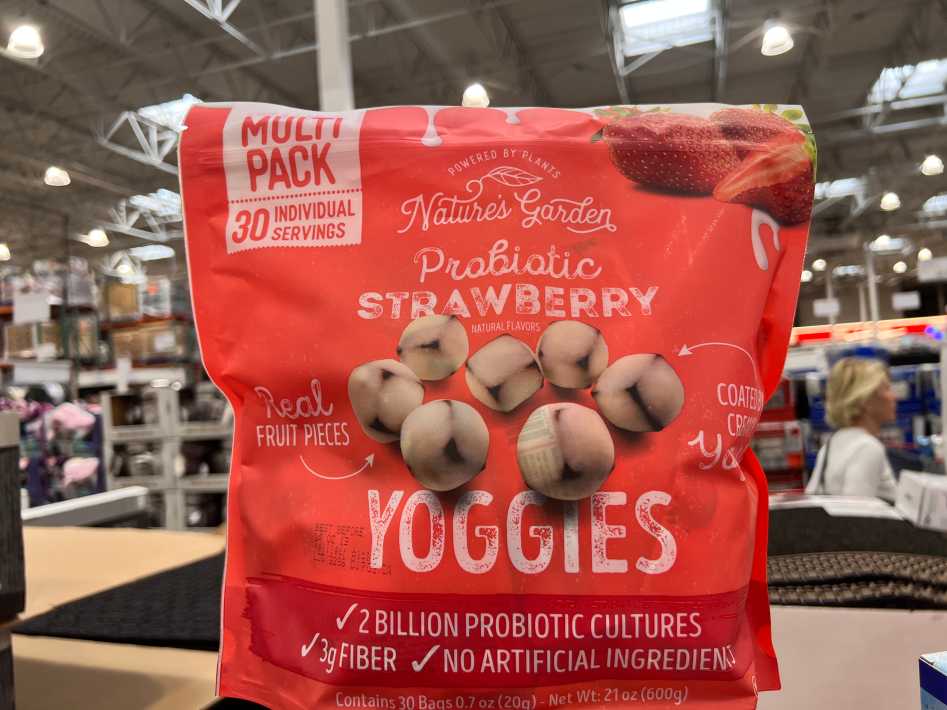 MULTI
PACK
30 INDIVIDUAL
SERVINGS
POWERED BY PLANTS
Nature's Garden
Probiotic
STRAWBERRY
NATURAL FLAVORS
Real
FRUIT PIECES
COATED
YOGGIES
✓2 BILLION PROBIOTIC CULTURES
✓3g FIBER ✓NO ARTIFICIAL INGREDIENT
Contains 30 Bags 0.7 oz (20g) - Net Wt: 21 oz (600g)